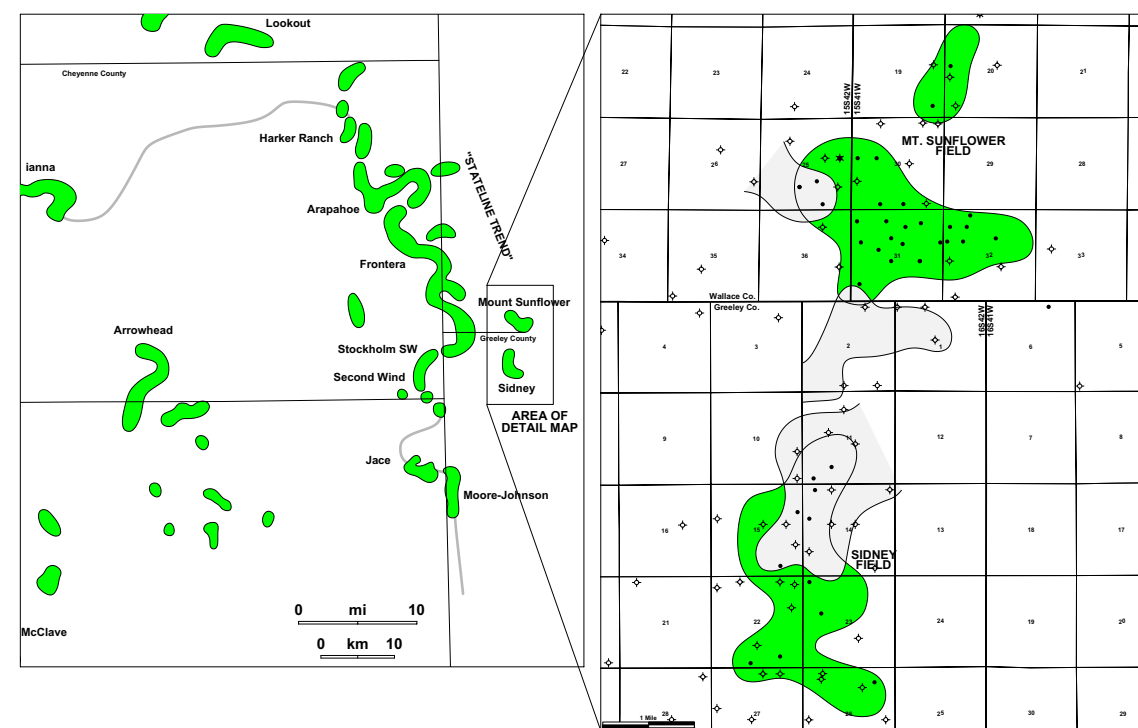 Lookout
Cheyenne County
Harker Ranch
ianna
"STATELINE TREND"
Arapahoe
Frontera
Mount Sunflower
Arrowhead
Greeley County
Stockholm SW
Second Wind
Sidney
AREA OF
DETAIL MAP
Jace
Moore-Johnson
0 mi 10
0 km 10
McClave
22 23 24 19 20 21
15S42W
15S41W
MT. SUNFLOWER
FIELD
27 26 25 30 29 28
34 35 36 31 32 33
Wallace Co.
Greeley Co.
16S42W
16S41W
4 3 2 1 6 5
9 10 11 12 7 8
16 15 14 13 18 17
SIDNEY
FIELD
21 22 23 24 19 20
28 27 26 25 30 29
1 Mile